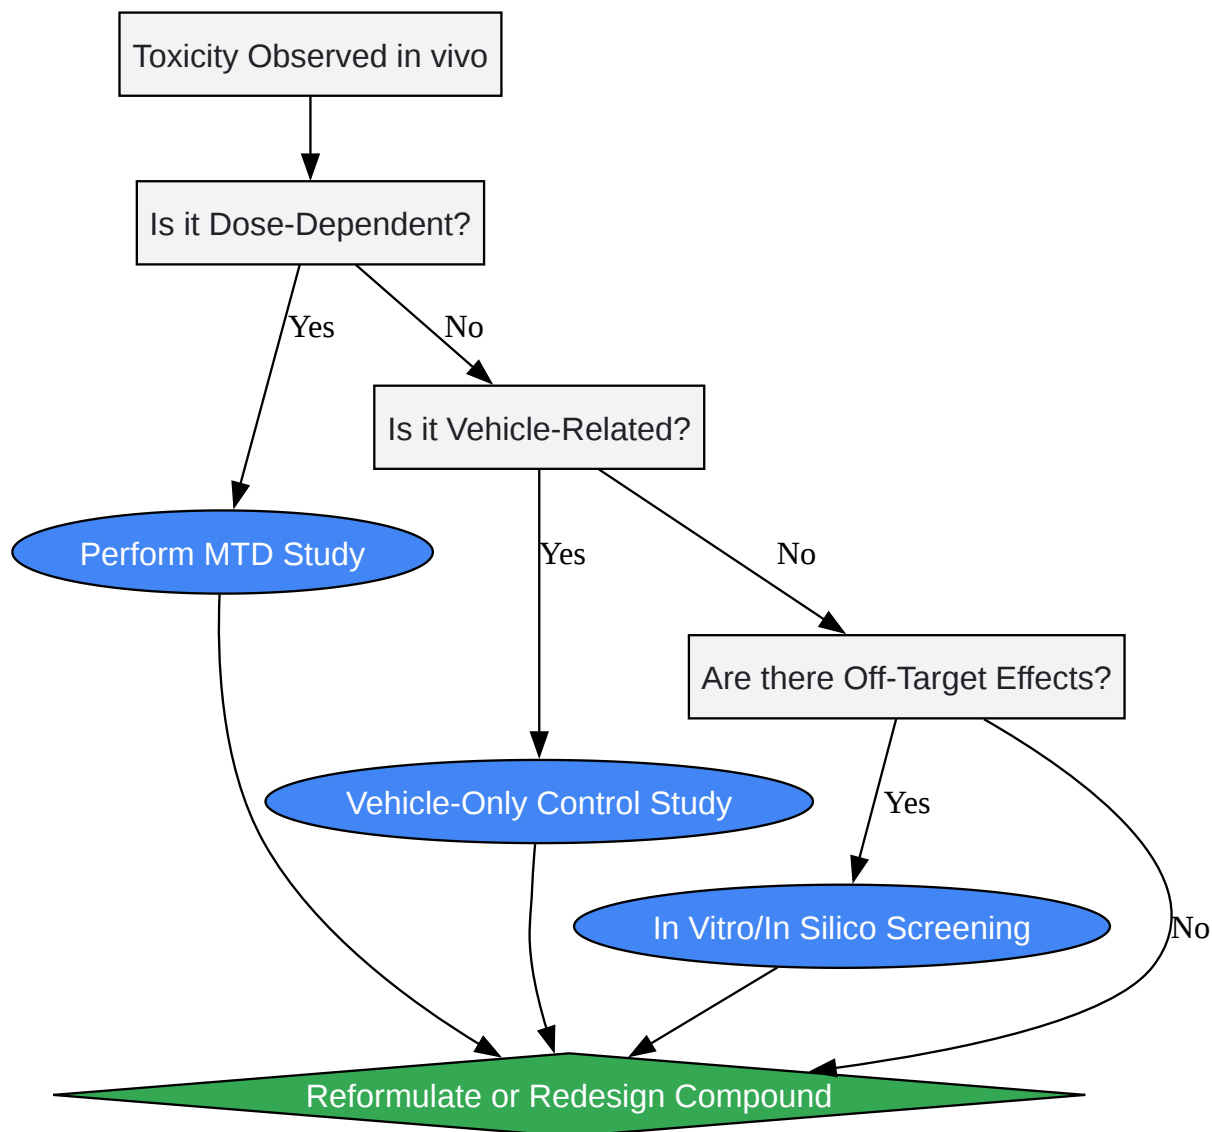 Toxicity Observed in vivo
Is it Dose-Dependent?
Yes
No
Is it Vehicle-Related?
Perform MTD Study
Yes
No
Are there Off-Target Effects?
Vehicle-Only Control Study
Yes
In Vitro/In Silico Screening
No
Reformulate or Redesign Compound